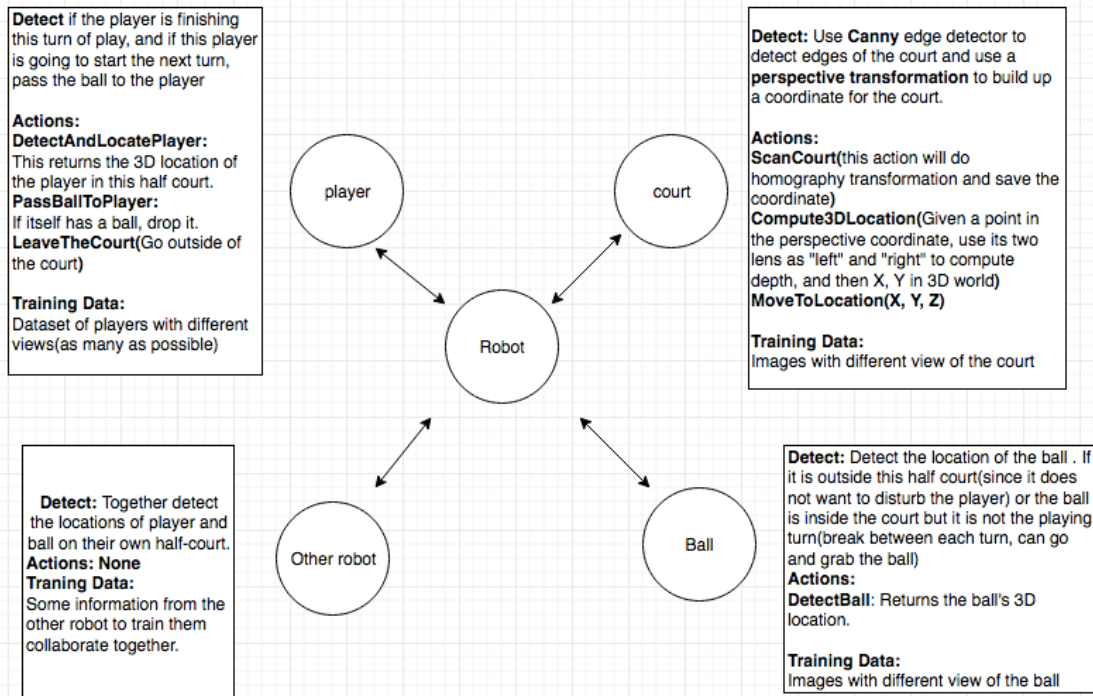 Detect if the player is finishing
this turn of play, and if this player
is going to start the next turn,
pass the ball to the player
Actions:
DetectAndLocatePlayer:
This returns the 3D location of
the player in this half court.
PassBallToPlayer:
If itself has a ball, drop it.
LeaveTheCourt(Go outside of
the court)
Training Data:
Dataset of players with different
views(as many as possible)
player
court
Detect: Use Canny edge detector to
detect edges of the court and use a
perspective transformation to build up
a coordinate for the court.
Actions:
ScanCourt(this action will do
homography transformation and save the
coordinate)
Compute3DLocation(Given a point in
the perspective coordinate, use its two
lens as "left" and "right" to compute
depth, and then X, Y in 3D world)
MoveToLocation(X, Y, Z)
Training Data:
Images with different view of the court
Robot
Detect: Together detect
the locations of player and
ball on their own half-court.
Actions: None
Traning Data:
Some information from the
other robot to train them
collaborate together.
Other robot
Ball
Detect: Detect the location of the ball . If
it is outside this half court(since it does
not want to disturb the player) or the ball
is inside the court but it is not the playing
turn(break between each turn, can go
and grab the ball)
Actions:
DetectBall: Returns the ball's 3D
location.
Training Data:
Images with different view of the ball